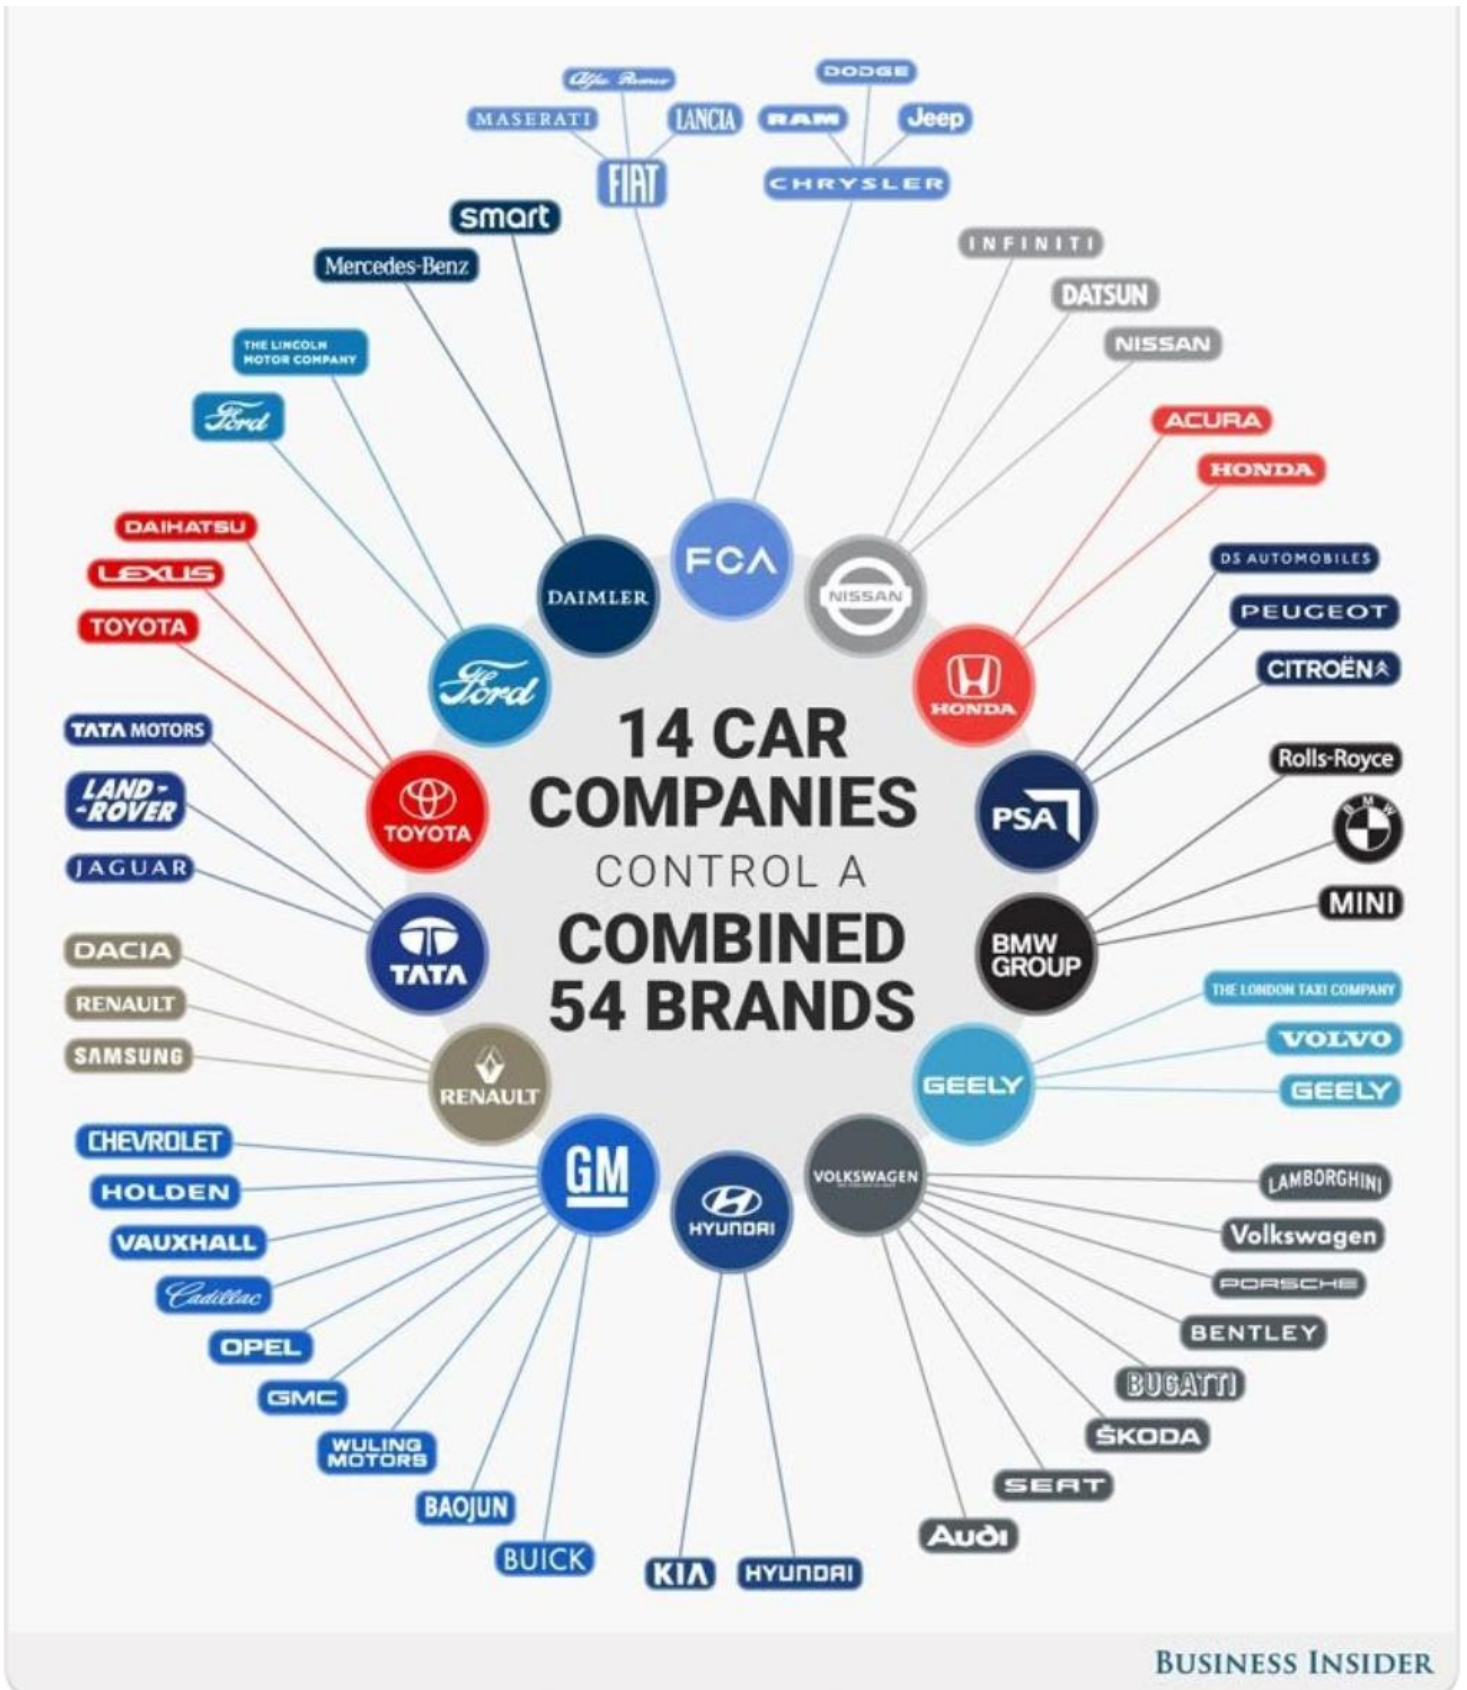 Alfa Romeo
DODGE
MASERATI
LANCIA
RAM
Jeep
FIAT
CHRYSLER
smart
Mercedes-Benz
INFINITI
DATSUN
NISSAN
THE LINCOLN
MOTOR COMPANY
Ford
ACURA
HONDA
DAIHATSU
LEXUS
TOYOTA
DS AUTOMOBILES
PEUGEOT
CITROËN
DAIMLER
FCA
NISSAN
Ford
HONDA
TOYOTA
PSA
TATA
BMW
GROUP
RENAULT
GEELY
GM
HYUNDAI
VOLKSWAGEN
14 CAR
COMPANIES
CONTROL A
COMBINED
54 BRANDS
TATA MOTORS
LAND-
-ROVER
JAGUAR
Rolls-Royce
BMW
MINI
DACIA
RENAULT
SAMSUNG
THE LONDON TAXI COMPANY
VOLVO
GEELY
CHEVROLET
HOLDEN
VAUXHALL
Cadillac
OPEL
GMC
WULING
MOTORS
BAOJUN
BUICK
KIA
HYUNDAI
LAMBORGHINI
Volkswagen
PORSCHE
BENTLEY
BUGATTI
ŠKODA
SEAT
Audi
BUSINESS INSIDER